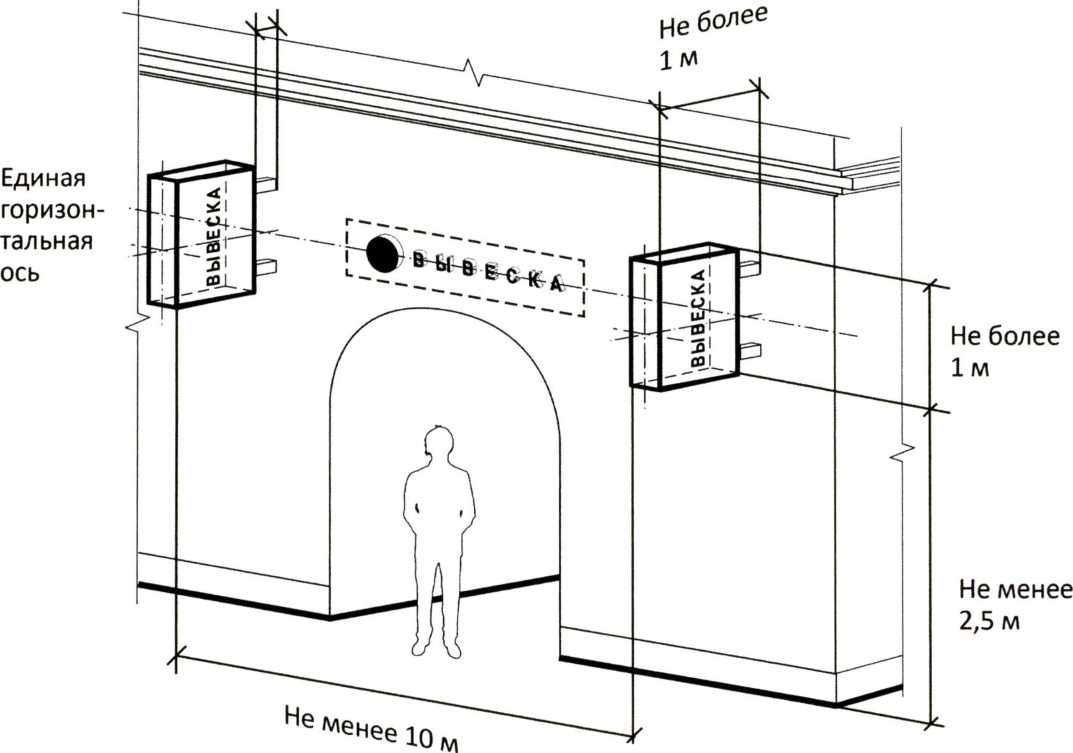 Не более
1 м
Единая
горизон-
тальная
ось
ВЫВЕСКА
ВЫВЕСКА
ВЫВЕСКА
Не более
1 м
Не менее
2,5 м
Не менее 10 м